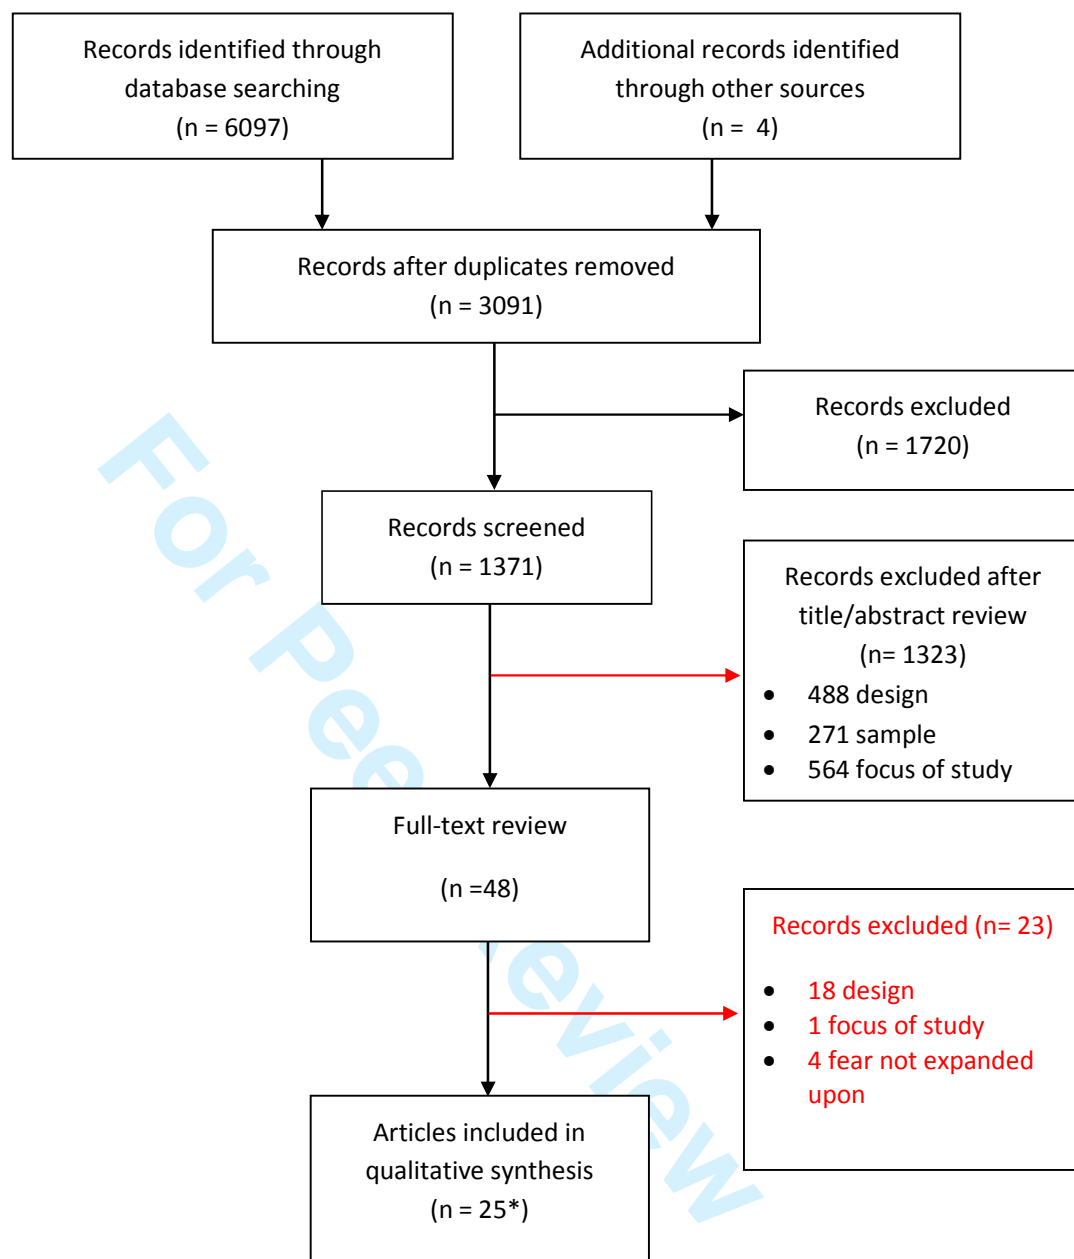 Records identified through
database searching
(n = 6097)
Additional records identified
through other sources
(n =  4)
Records after duplicates removed
(n = 3091)
Records excluded
(n = 1720)
Records screened
(n = 1371)
Records excluded after
title/abstract review
(n= 1323)
• 488 design
• 271 sample
• 564 focus of study
Full-text review
(n =48)
Records excluded (n= 23)
• 18 design
• 1 focus of study
• 4 fear not expanded
upon
Articles included in
qualitative synthesis
(n = 25*)
For Peer Review